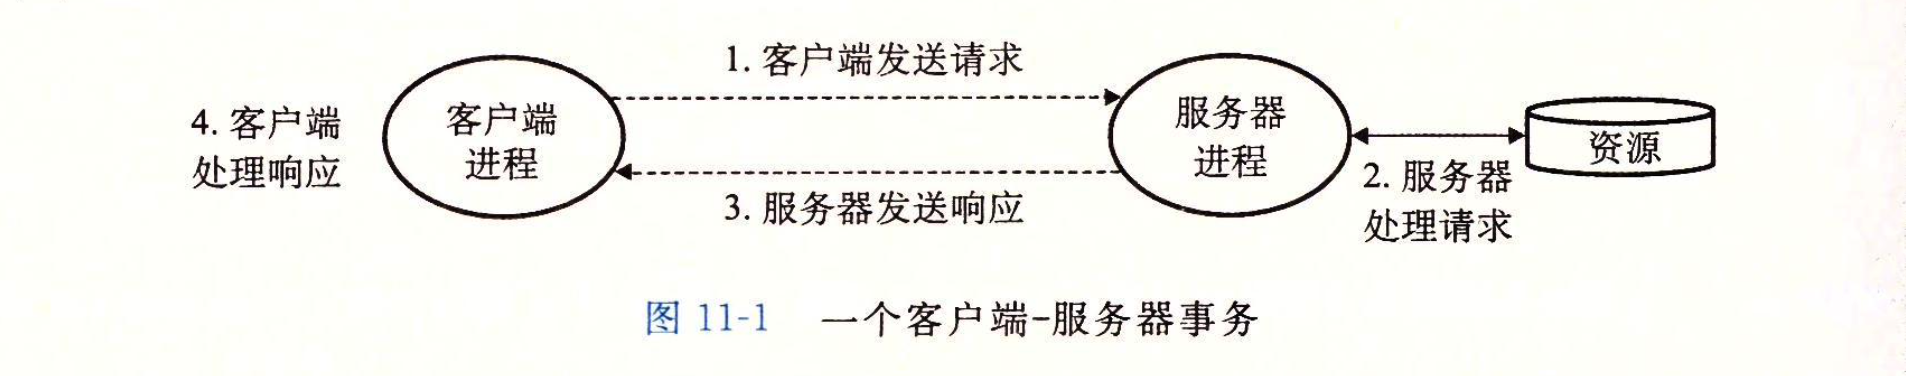 1. 客户端发送请求
4. 客户端
处理响应
客户端
进程
服务器
进程
资源
2. 服务器
处理请求
3. 服务器发送响应
图 11-1 一个客户端-服务器事务